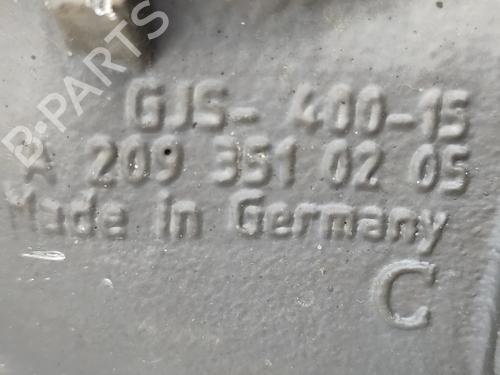 B-PARTS
GJS- 400-15
A 209 351 02 05
Made in Germany
C